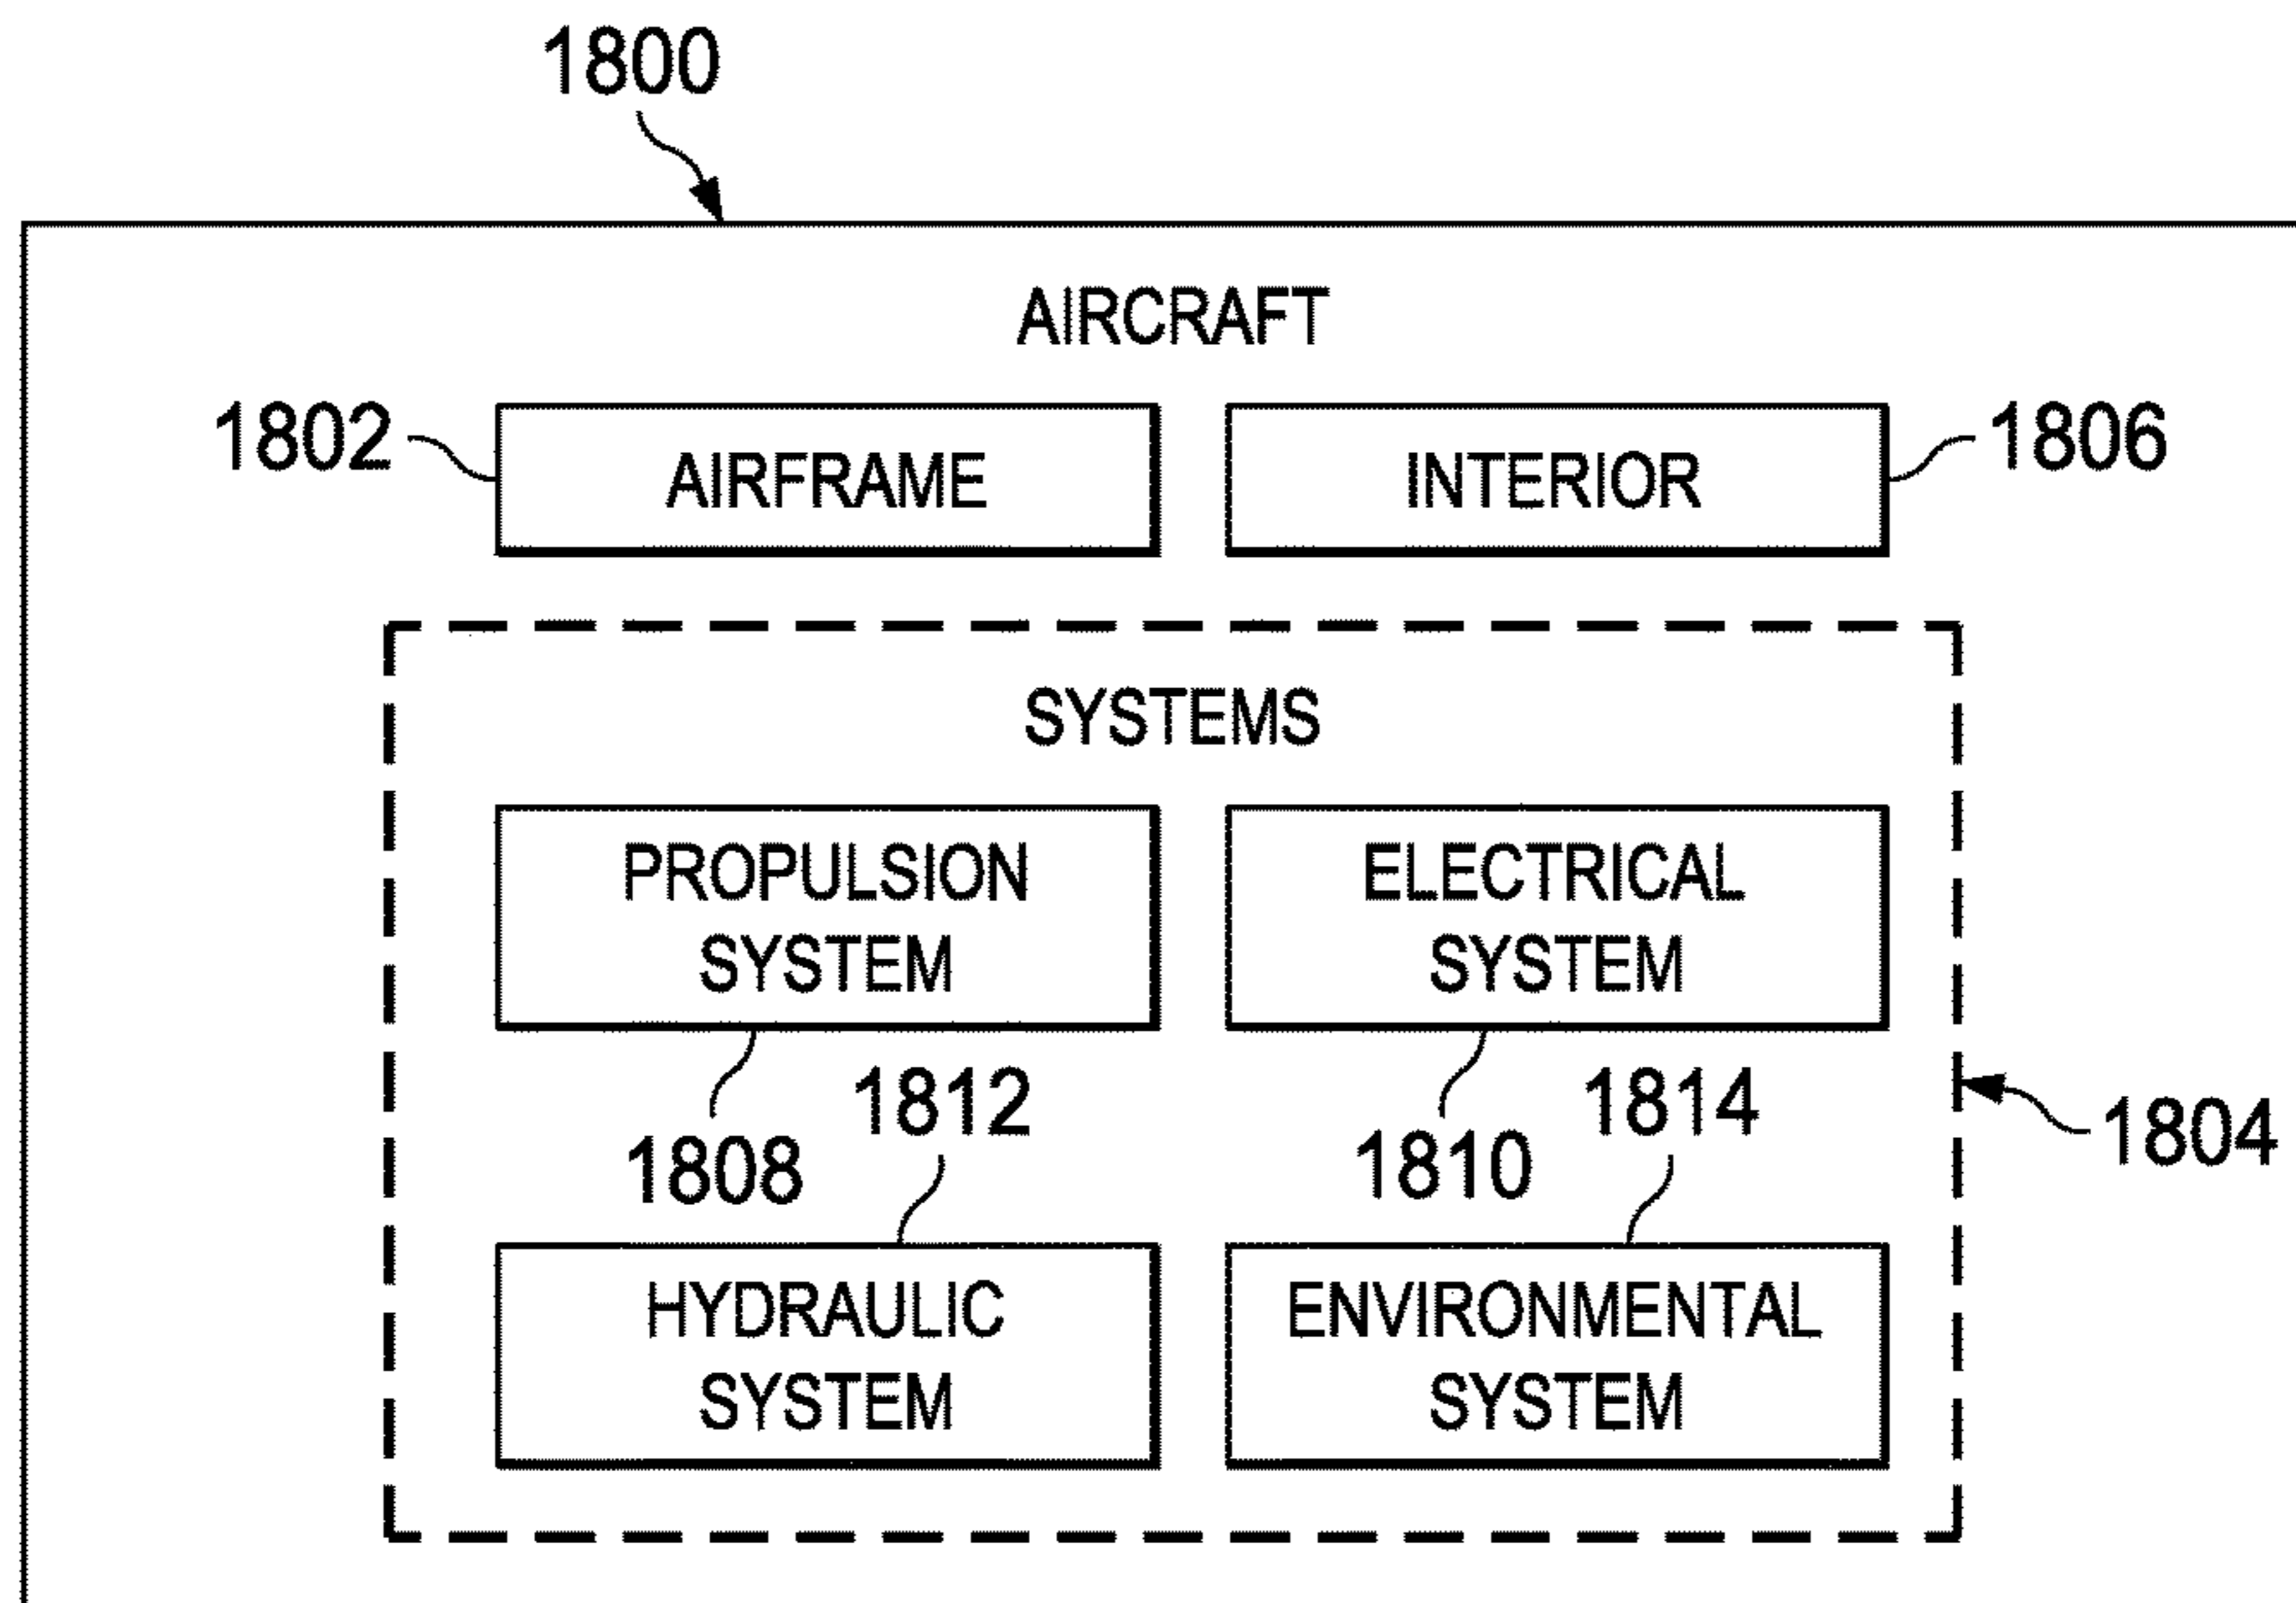 1800
AIRCRAFT
1802
AIRFRAME
INTERIOR
1806
SYSTEMS
PROPULSION
SYSTEM
ELECTRICAL
SYSTEM
1812
1814
1808
1810
1804
HYDRAULIC
SYSTEM
ENVIRONMENTAL
SYSTEM